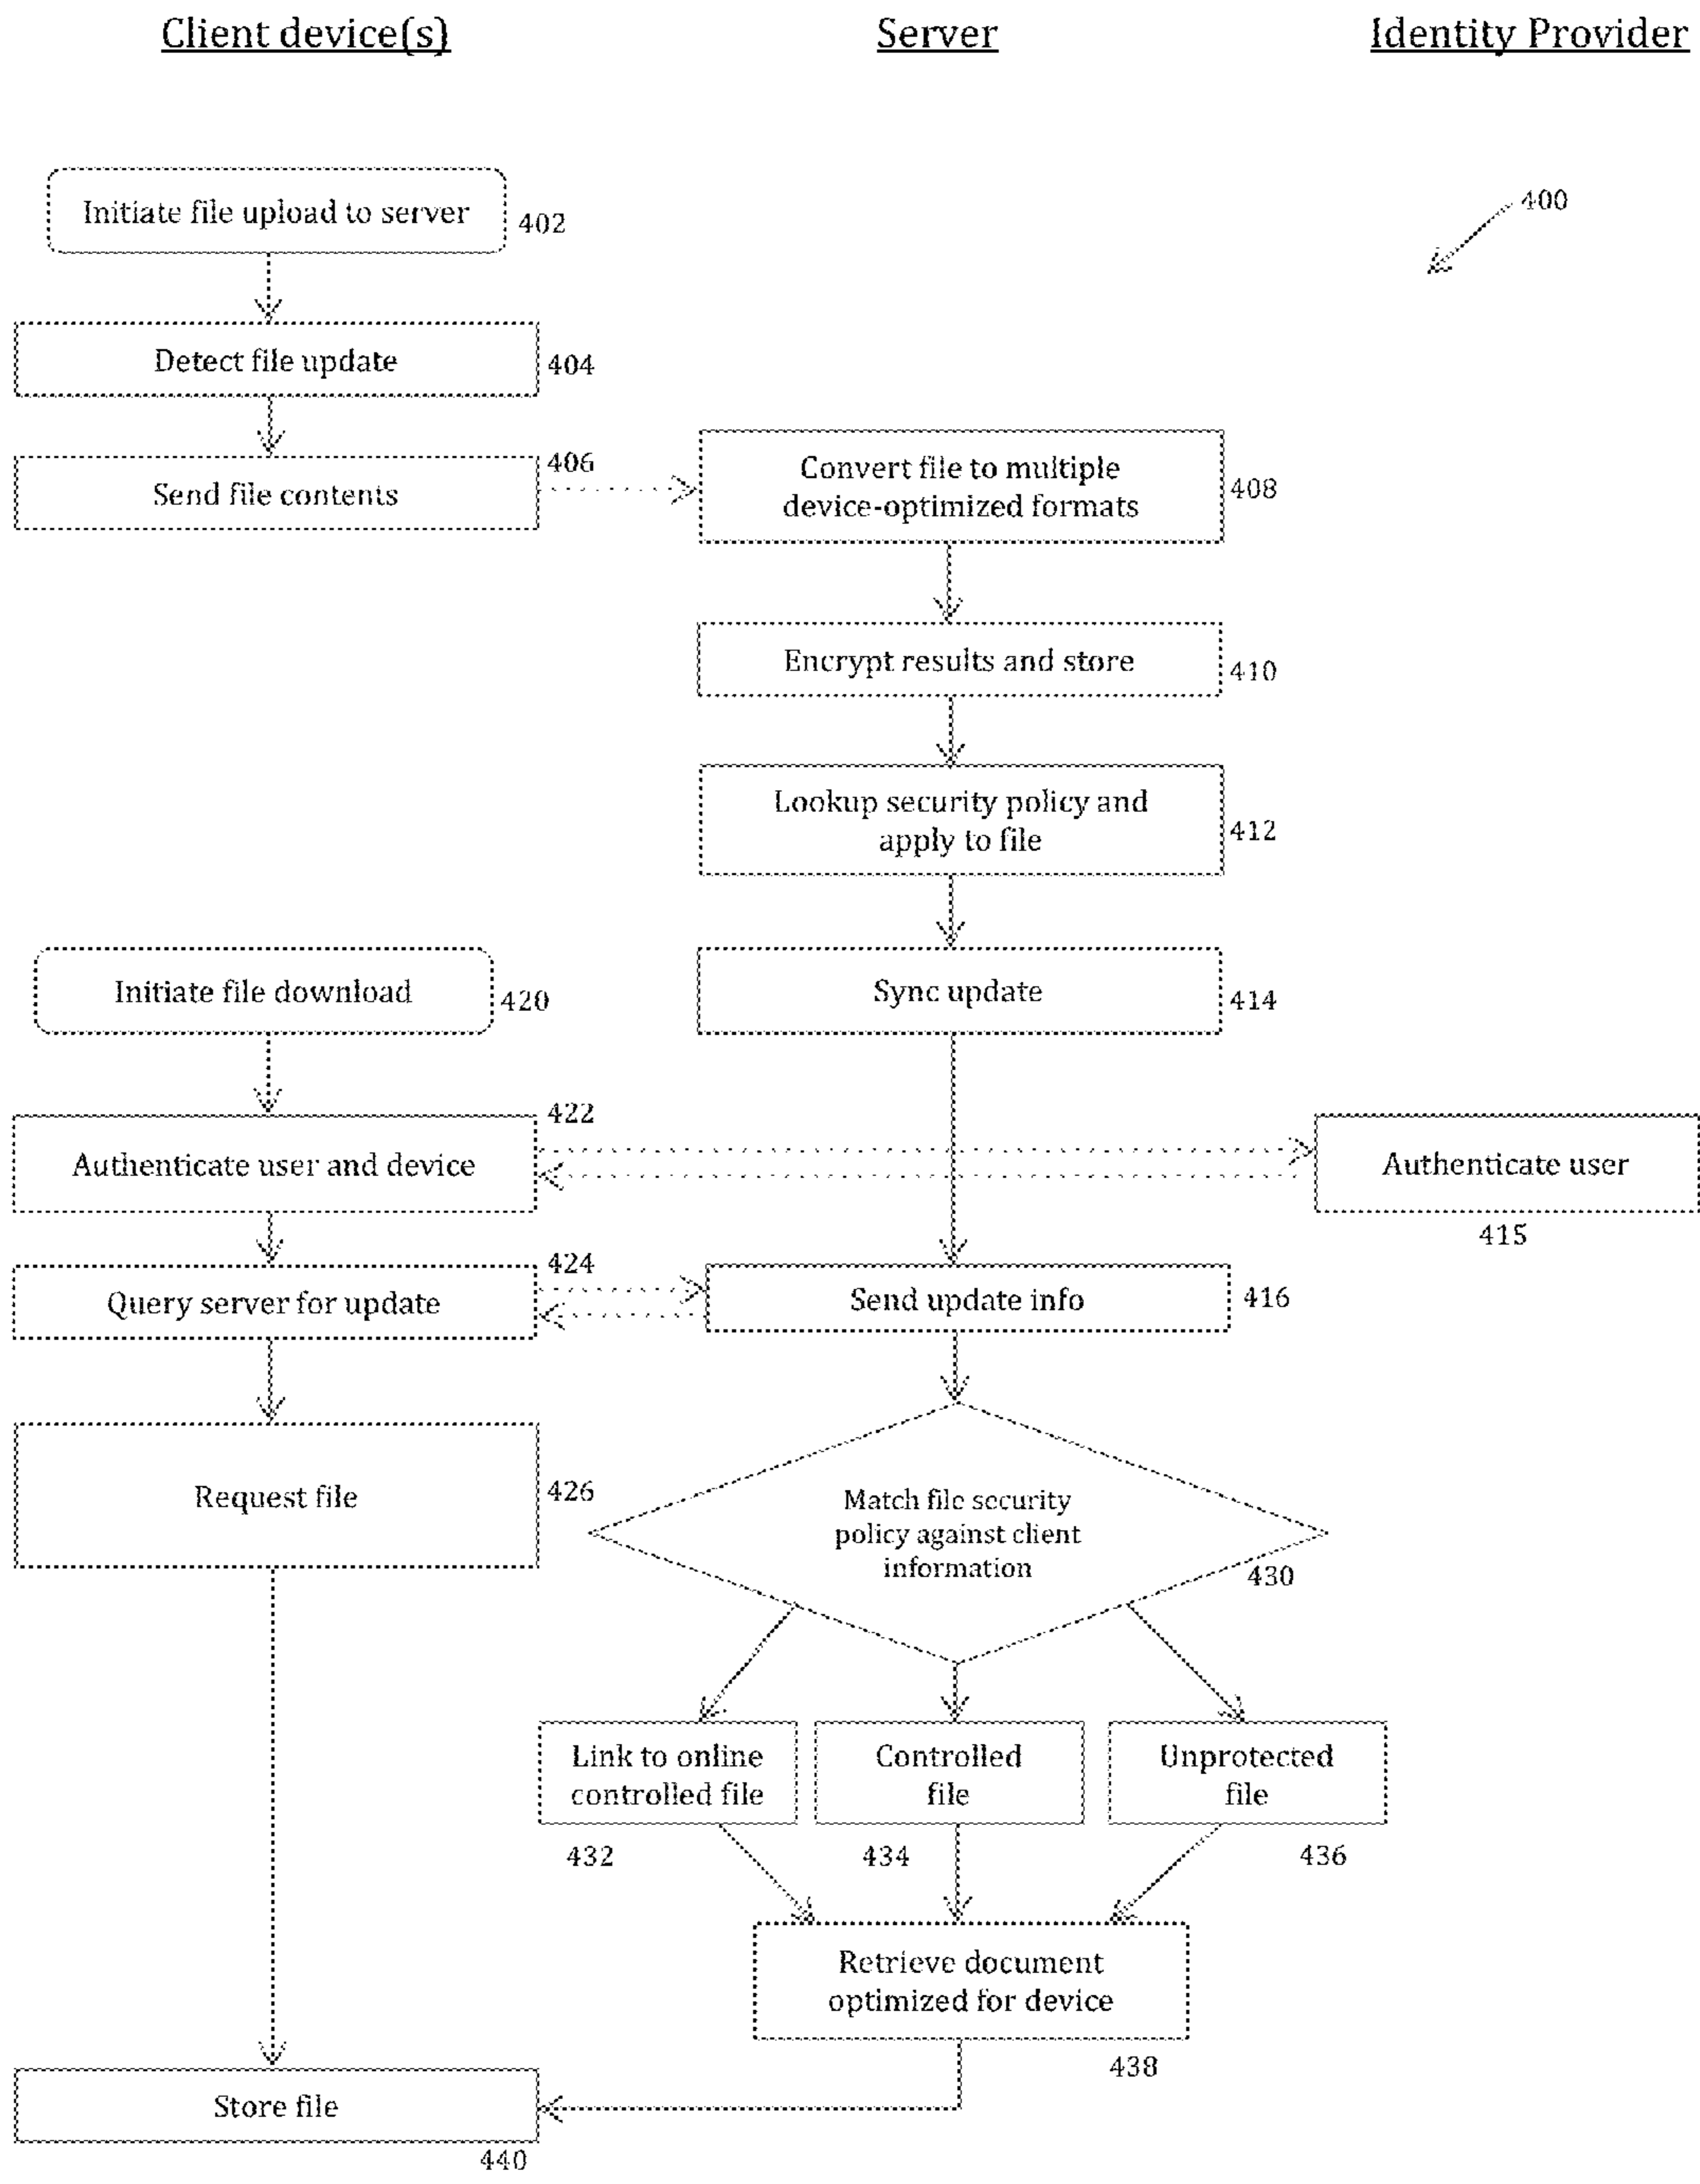 Client device(s)
Server
Identity Provider
400
Initiate file upload to server
402
Detect file update
404
Send file contents
406
Convert file to multiple
device-optimized formats
408
Encrypt results and store
410
Lookup security policy and
apply to file
412
Initiate file download
420
Sync update
414
Authenticate user and device
422
Authenticate user
415
Query server for update
424
Send update info
416
Request file
426
Match file security
policy against client
information
430
Link to online
controlled file
432
Controlled
file
434
Unprotected
file
436
Retrieve document
optimized for device
438
Store file
440